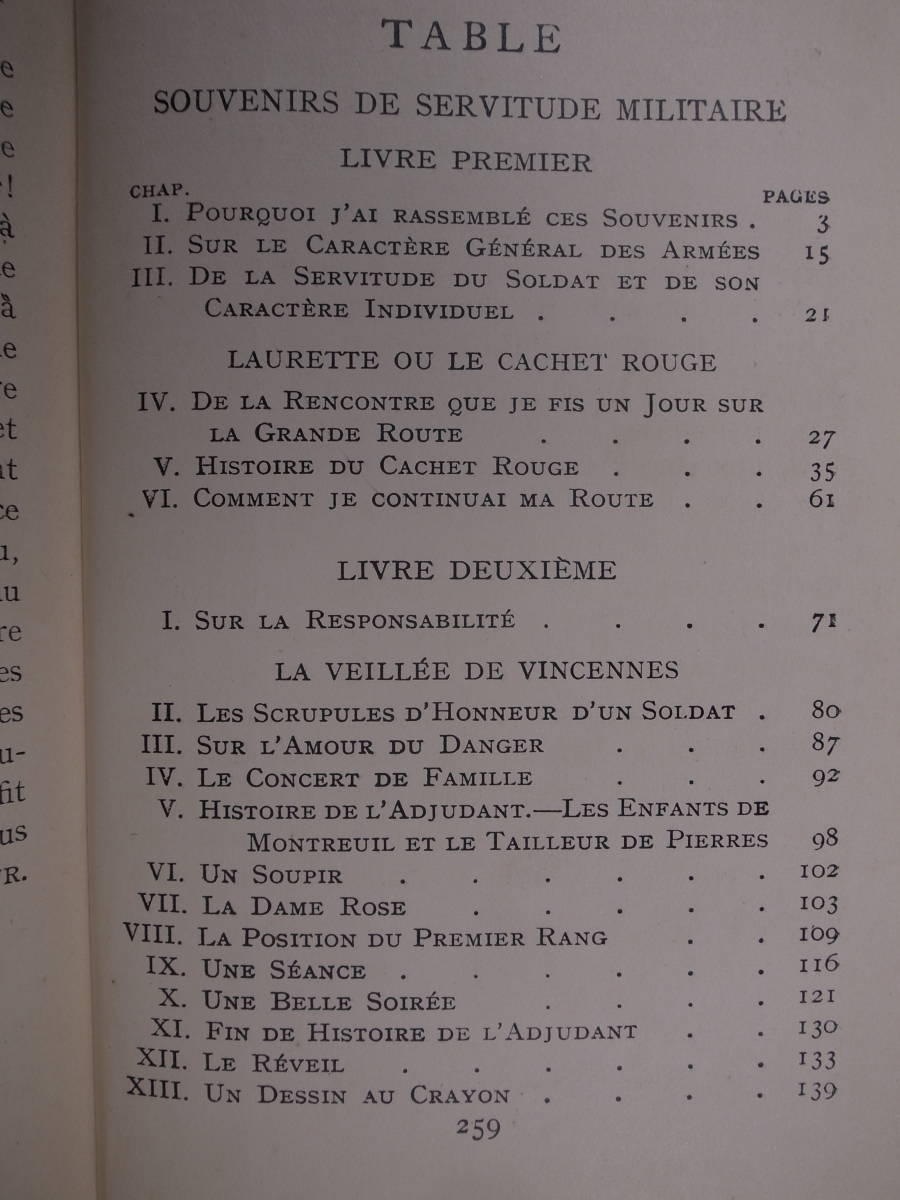 TABLE
SOUVENIRS DE SERVITUDE MILITAIRE
LIVRE PREMIER
CHAP. PAGES
I. POURQUOI J'AI RASSEMBLÉ CES SOUVENIRS . 3
II. SUR LE CARACTÈRE GÉNÉRAL DES ARMÉES 15
III. DE LA SERVITUDE DU SOLDAT ET DE SON
CARACTÈRE INDIVIDUEL . . . . 21
LAURETTE OU LE CACHET ROUGE
IV. DE LA RENCONTRE QUE JE FIS UN JOUR SUR
LA GRANDE ROUTE . . . . 27
V. HISTOIRE DU CACHET ROUGE . . . 35
VI. COMMENT JE CONTINUAI MA ROUTE . . 61
LIVRE DEUXIÈME
I. SUR LA RESPONSABILITÉ . . . . 71
LA VEILLÉE DE VINCENNES
II. LES SCRUPULES D'HONNEUR D'UN SOLDAT . 80
III. SUR L'AMOUR DU DANGER . . . 87
IV. LE CONCERT DE FAMILLE . . . 92
V. HISTOIRE DE L'ADJUDANT.—LES ENFANTS DE
MONTREUIL ET LE TAILLEUR DE PIERRES 98
VI. UN SOUPIR . . . . . . 102
VII. LA DAME ROSE . . . . . 103
VIII. LA POSITION DU PREMIER RANG . . 109
IX. UNE SÉANCE . . . . . . 116
X. UNE BELLE SOIRÉE . . . . 121
XI. FIN DE HISTOIRE DE L'ADJUDANT . . 130
XII. LE RÉVEIL . . . . . . 133
XIII. UN DESSIN AU CRAYON . . . . 139
259